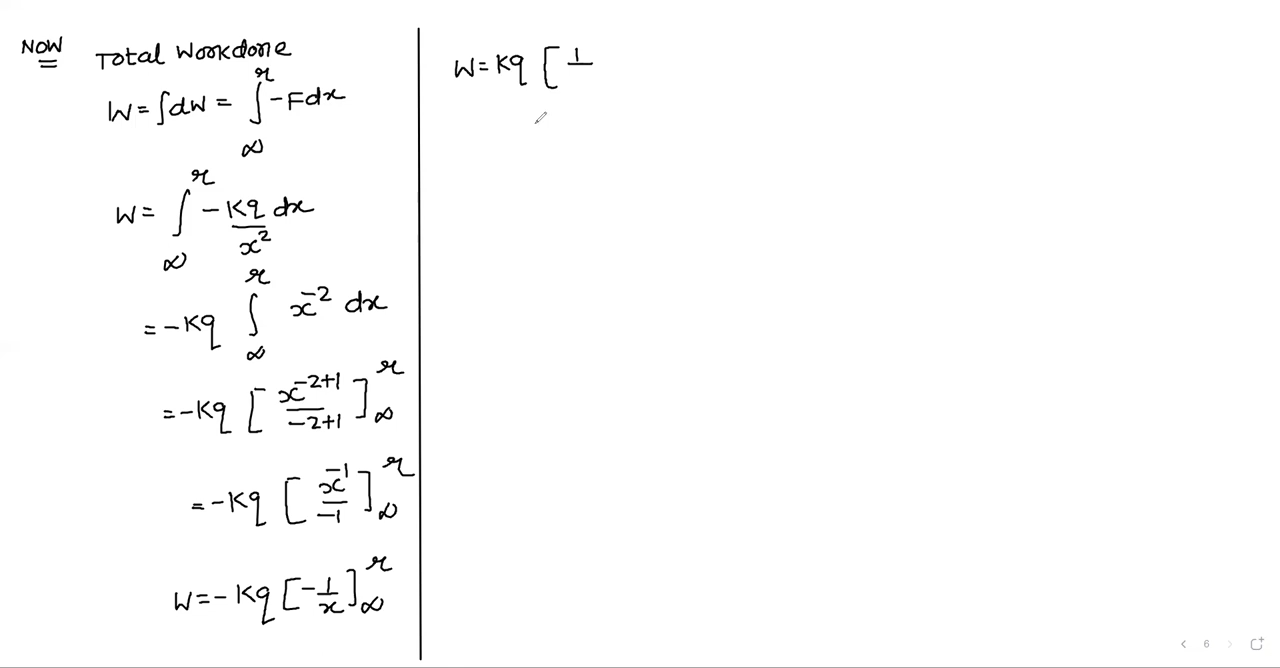 NOW Total Workdone
W = ∫dW = ∫_∞^r -Fdx
W = ∫_∞^r -Kq/x² dx
= -Kq ∫_∞^r x⁻² dx
= -Kq [ x⁻²⁺¹/-2+1 ]_∞^r
= -Kq [ x⁻¹/-1 ]_∞^r
W = -Kq [ -1/x ]_∞^r
W = Kq [ 1/
6